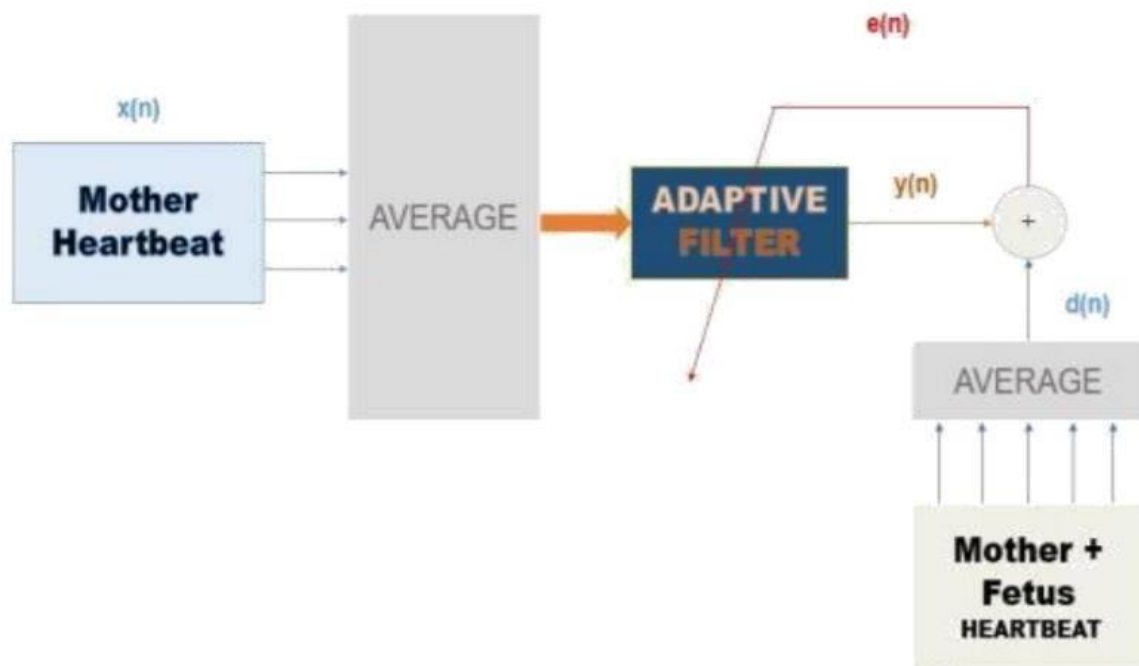 e(n)
x(n)
Mother
Heartbeat
AVERAGE
ADAPTIVE
FILTER
y(n)
+
d(n)
AVERAGE
Mother +
Fetus
HEARTBEAT